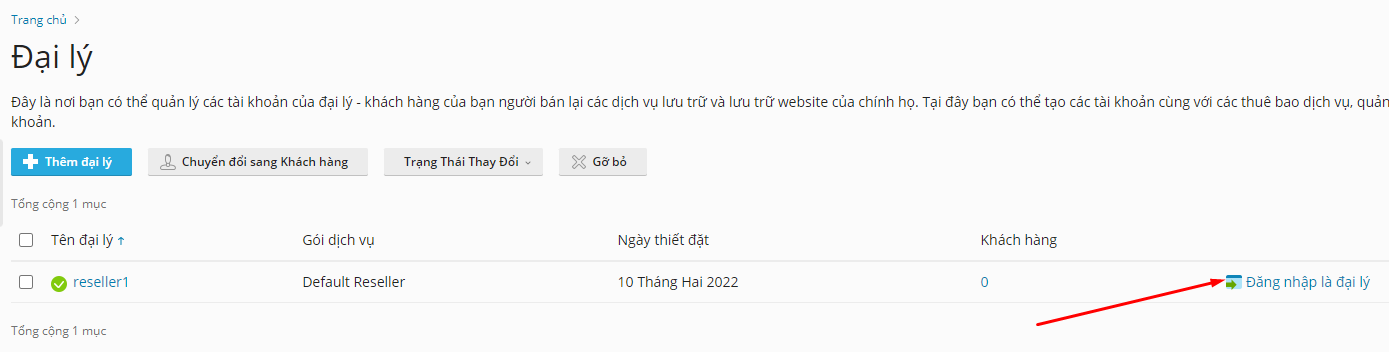 Trang chủ >
Đại lý
Đây là nơi bạn có thể quản lý các tài khoản của đại lý - khách hàng của bạn người bán lại các dịch vụ lưu trữ và lưu trữ website của chính họ. Tại đây bạn có thể tạo các tài khoản cùng với các thuê bao dịch vụ, quản
khoản.
Thêm đại lý Chuyển đổi sang Khách hàng Trạng Thái Thay Đổi Gỡ bỏ
Tổng cộng 1 mục
Tên đại lý ↑ Gói dịch vụ Ngày thiết đặt Khách hàng
reseller1 Default Reseller 10 Tháng Hai 2022 0 Đăng nhập là đại lý
Tổng cộng 1 mục